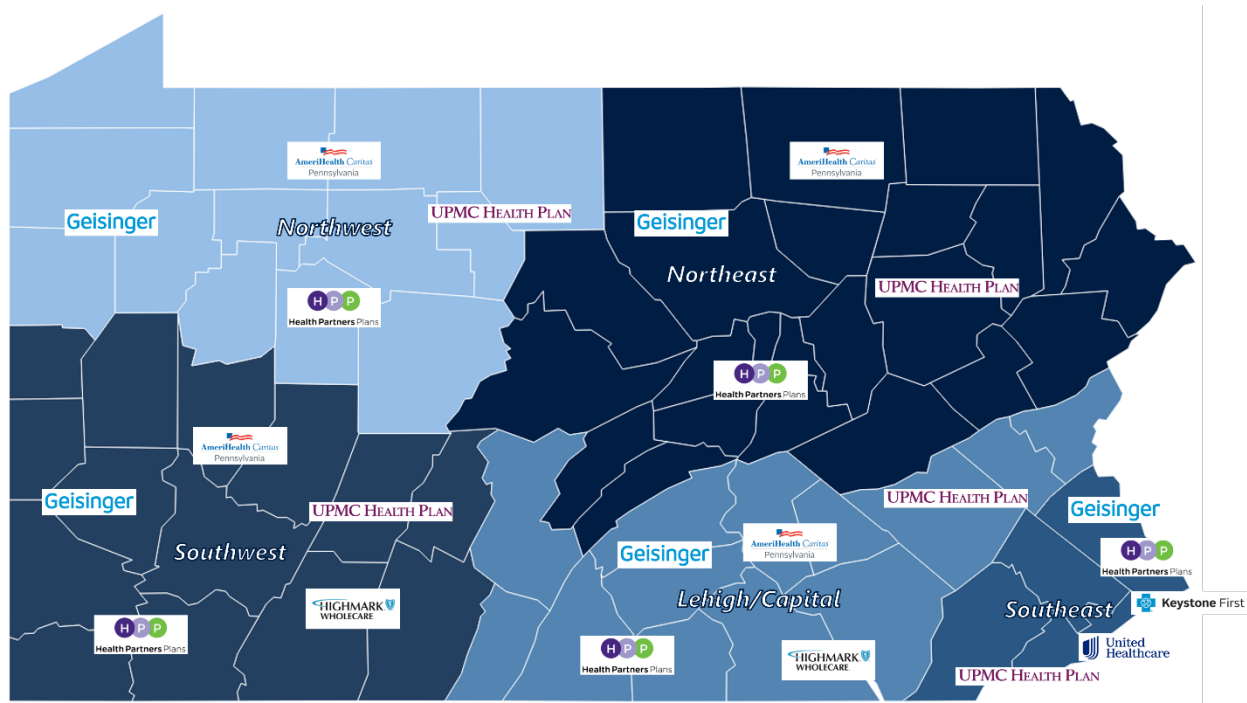 AmeriHealth Caritas
Pennsylvania
Geisinger
UPMC HEALTH PLAN
Northwest
HPP
Health Partners Plans
AmeriHealth Caritas
Pennsylvania
Geisinger
Northeast
UPMC HEALTH PLAN
HPP
Health Partners Plans
AmeriHealth Caritas
Pennsylvania
Geisinger
UPMC HEALTH PLAN
Southwest
HIGHMARK
WHOLECARE
HPP
Health Partners Plans
UPMC HEALTH PLAN
AmeriHealth Caritas
Pennsylvania
Geisinger
Lehigh/Capital
HPP
Health Partners Plans
HIGHMARK
WHOLECARE
Geisinger
HPP
Health Partners Plans
Keystone First
Southeast
United
Healthcare
UPMC HEALTH PLAN